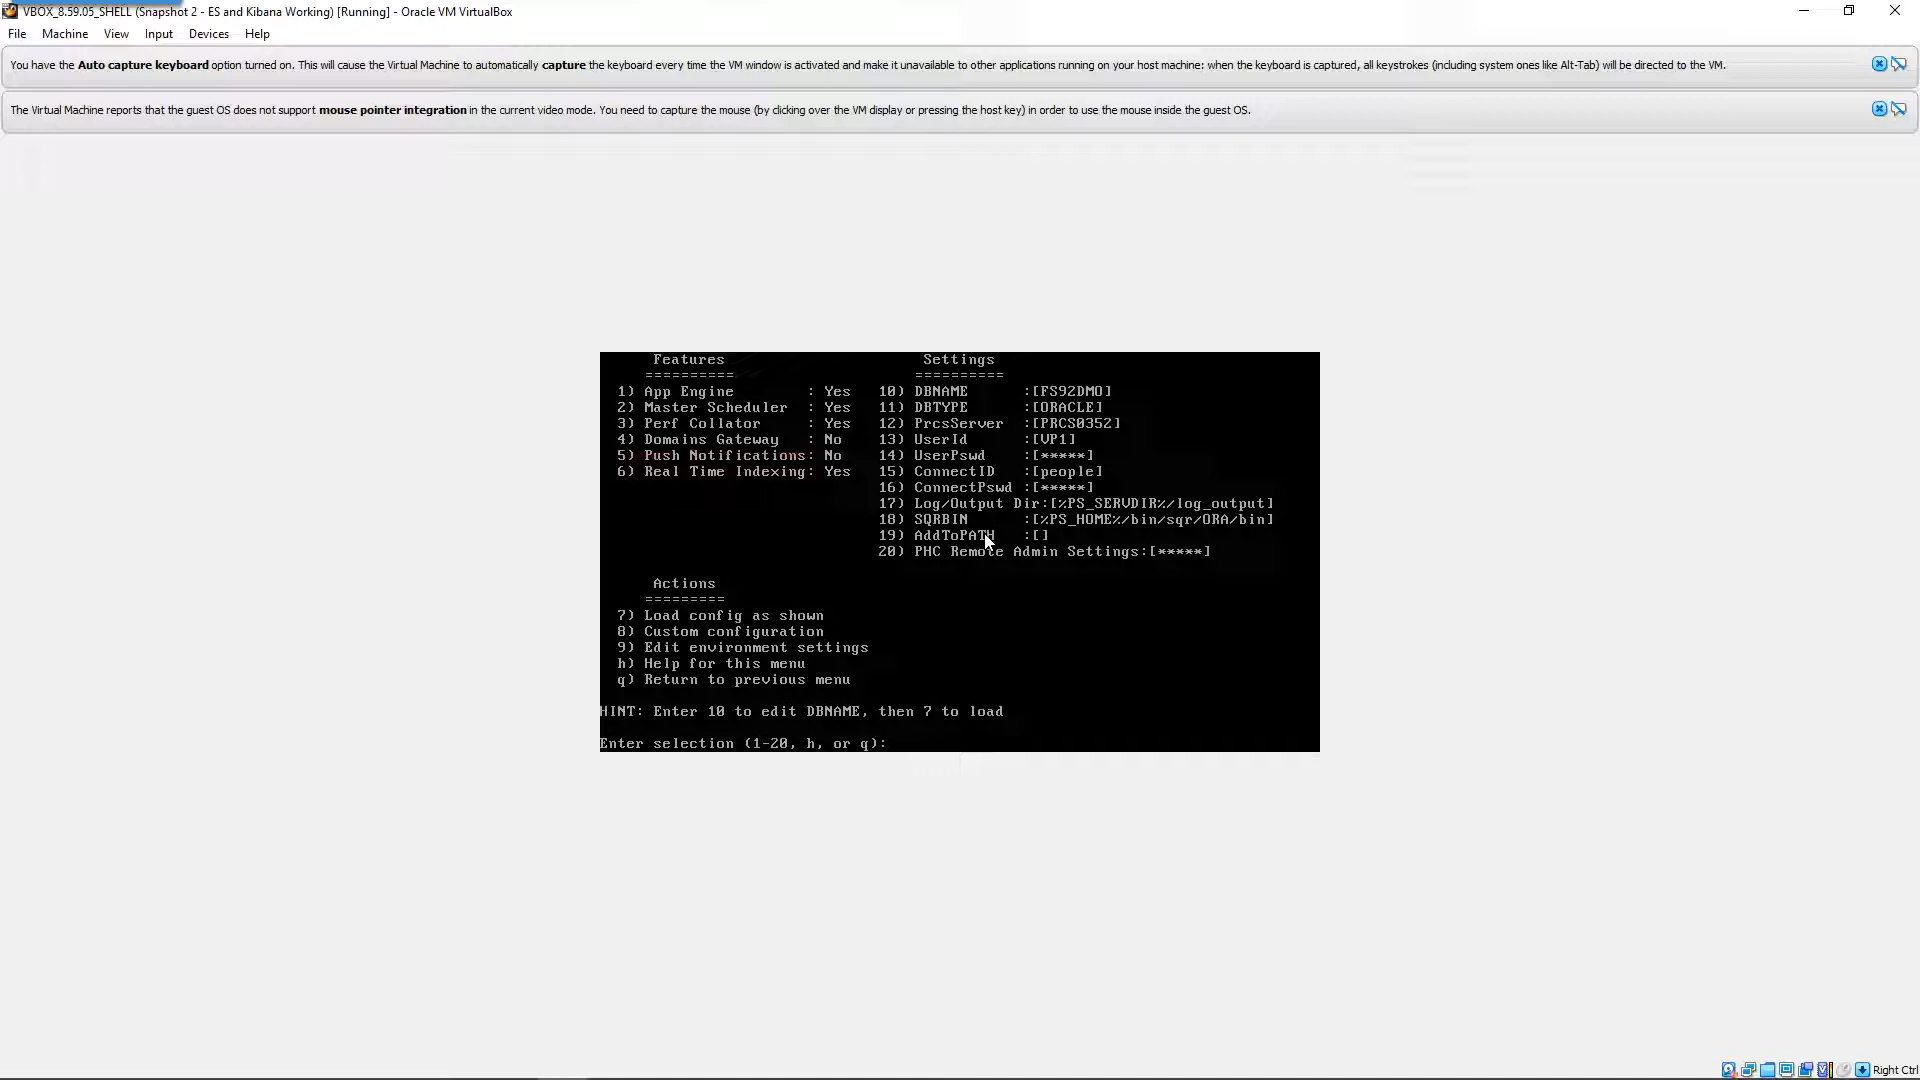 VBOX_8.59.05_SHELL (Snapshot 2 - ES and Kibana Working) [Running] - Oracle VM VirtualBox
File Machine View Input Devices Help
You have the Auto capture keyboard option turned on. This will cause the Virtual Machine to automatically capture the keyboard every time the VM window is activated and make it unavailable to other applications running on your host machine: when the keyboard is captured, all keystrokes (including system ones like Alt-Tab) will be directed to the VM.
The Virtual Machine reports that the guest OS does not support mouse pointer integration in the current video mode. You need to capture the mouse (by clicking over the VM display or pressing the host key) in order to use the mouse inside the guest OS.
Features Settings
========== ==========
1) App Engine : Yes 10) DBNAME :[FS92DMO]
2) Master Scheduler : Yes 11) DBTYPE :[ORACLE]
3) Perf Collator : Yes 12) PrcsServer :[PRCS0352]
4) Domains Gateway : No 13) UserId :[VP1]
5) Push Notifications: No 14) UserPswd :[*****]
6) Real Time Indexing: Yes 15) ConnectID :[people]
16) ConnectPswd :[*****]
17) Log/Output Dir:[%PS_SERVDIR%/log_output]
18) SQRBIN :[%PS_HOME%/bin/sqr/ORA/bin]
19) AddToPATH :[]
20) PHC Remote Admin Settings:[*****]
Actions
=========
7) Load config as shown
8) Custom configuration
9) Edit environment settings
h) Help for this menu
q) Return to previous menu
HINT: Enter 10 to edit DBNAME, then 7 to load
Enter selection (1-20, h, or q):
Right Ctrl